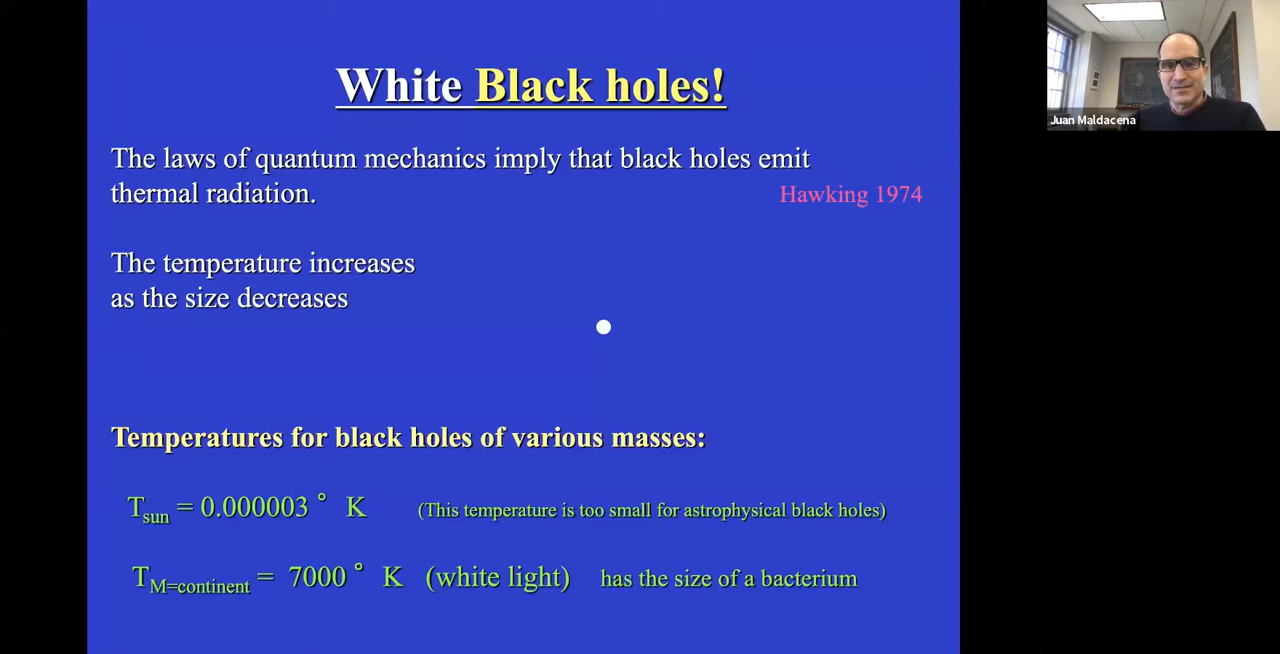 White Black holes!
Juan Maldacena
The laws of quantum mechanics imply that black holes emit
thermal radiation.
Hawking 1974
The temperature increases
as the size decreases
Temperatures for black holes of various masses:
T_sun = 0.000003 ° K (This temperature is too small for astrophysical black holes)
T_M=continent = 7000 ° K (white light) has the size of a bacterium